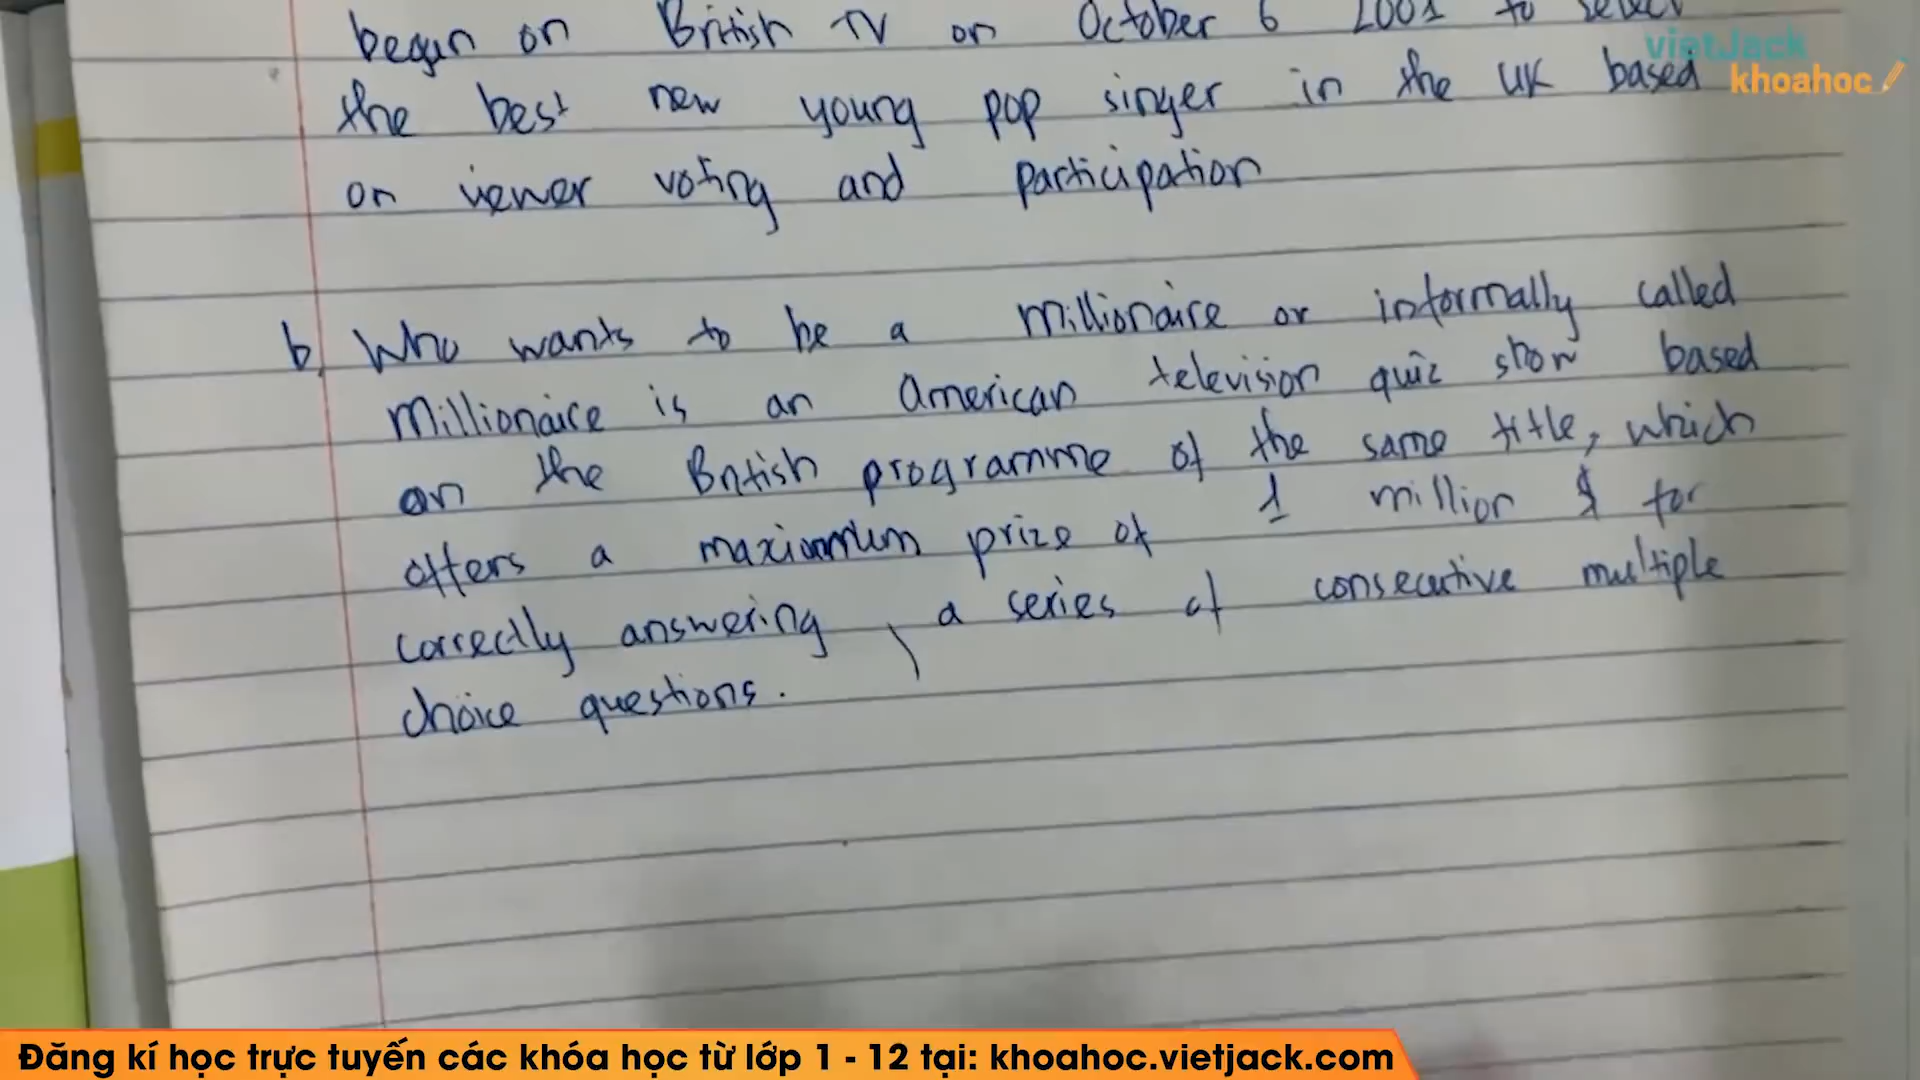 begun on British TV on October 6 2001 to select
the best new young pop singer in the UK based
on viewer voting and participation
b, Who wants to be a millionaire or informally called
Millionaire is an American television quiz show based
on the British programme of the same title, which
offers a maximum prize of 1 million $ for
correctly answering a series of consecutive multiple
choice questions.
vietJack
khoahoc
Đăng kí học trực tuyến các khóa học từ lớp 1 - 12 tại: khoahoc.vietjack.com